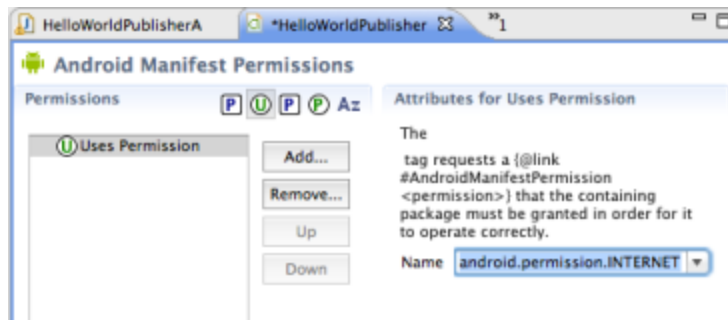 HelloWorldPublisherA
*HelloWorldPublisher
»1
Android Manifest Permissions
Permissions
P U P P Az
Attributes for Uses Permission
U Uses Permission
Add...
Remove...
Up
Down
The
tag requests a {@link
#AndroidManifestPermission
<permission>} that the containing
package must be granted in order for it
to operate correctly.
Name android.permission.INTERNET